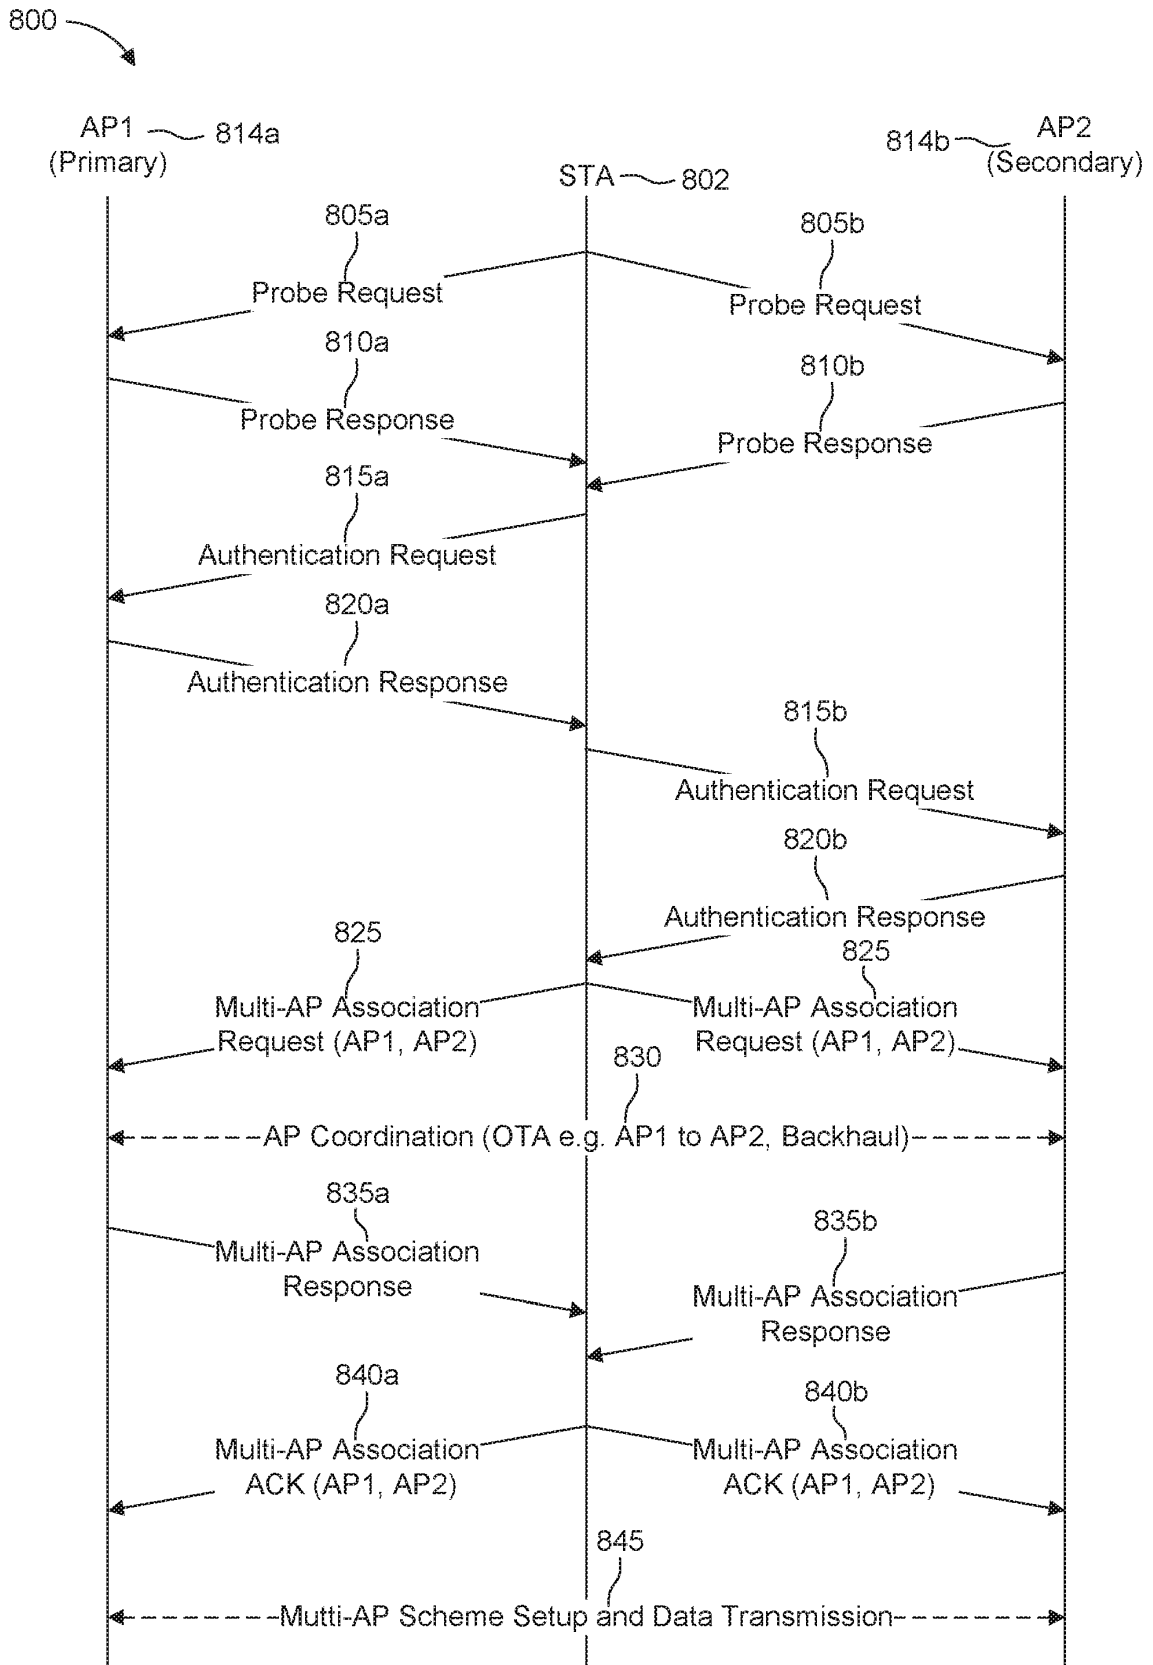 800
AP1
(Primary)
814a
STA
802
814b
AP2
(Secondary)
805a
Probe Request
805b
Probe Request
810a
Probe Response
810b
Probe Response
815a
Authentication Request
820a
Authentication Response
815b
Authentication Request
820b
Authentication Response
825
Multi-AP Association
Request (AP1, AP2)
825
Multi-AP Association
Request (AP1, AP2)
830
AP Coordination (OTA e.g. AP1 to AP2, Backhaul)
835a
Multi-AP Association
Response
835b
Multi-AP Association
Response
840a
Multi-AP Association
ACK (AP1, AP2)
840b
Multi-AP Association
ACK (AP1, AP2)
845
Mutti-AP Scheme Setup and Data Transmission